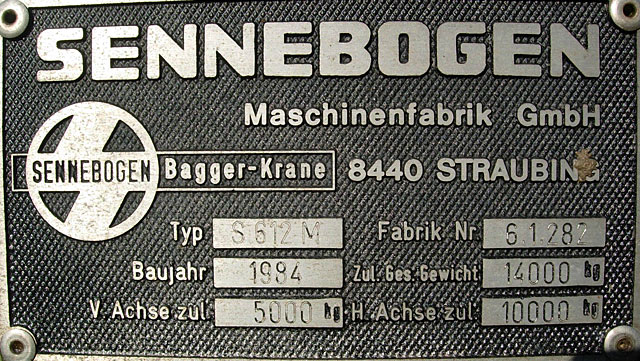 SENNEBOGEN
Maschinenfabrik GmbH
SENNEBOGEN Bagger-Krane 8440 STRAUBING
Typ S 612 M Fabrik Nr 6.1.282
Baujahr 1984 Zul. Ges. Gewicht 14000 kg
V. Achse zul. 5000 kg H. Achse zul. 10000 kg